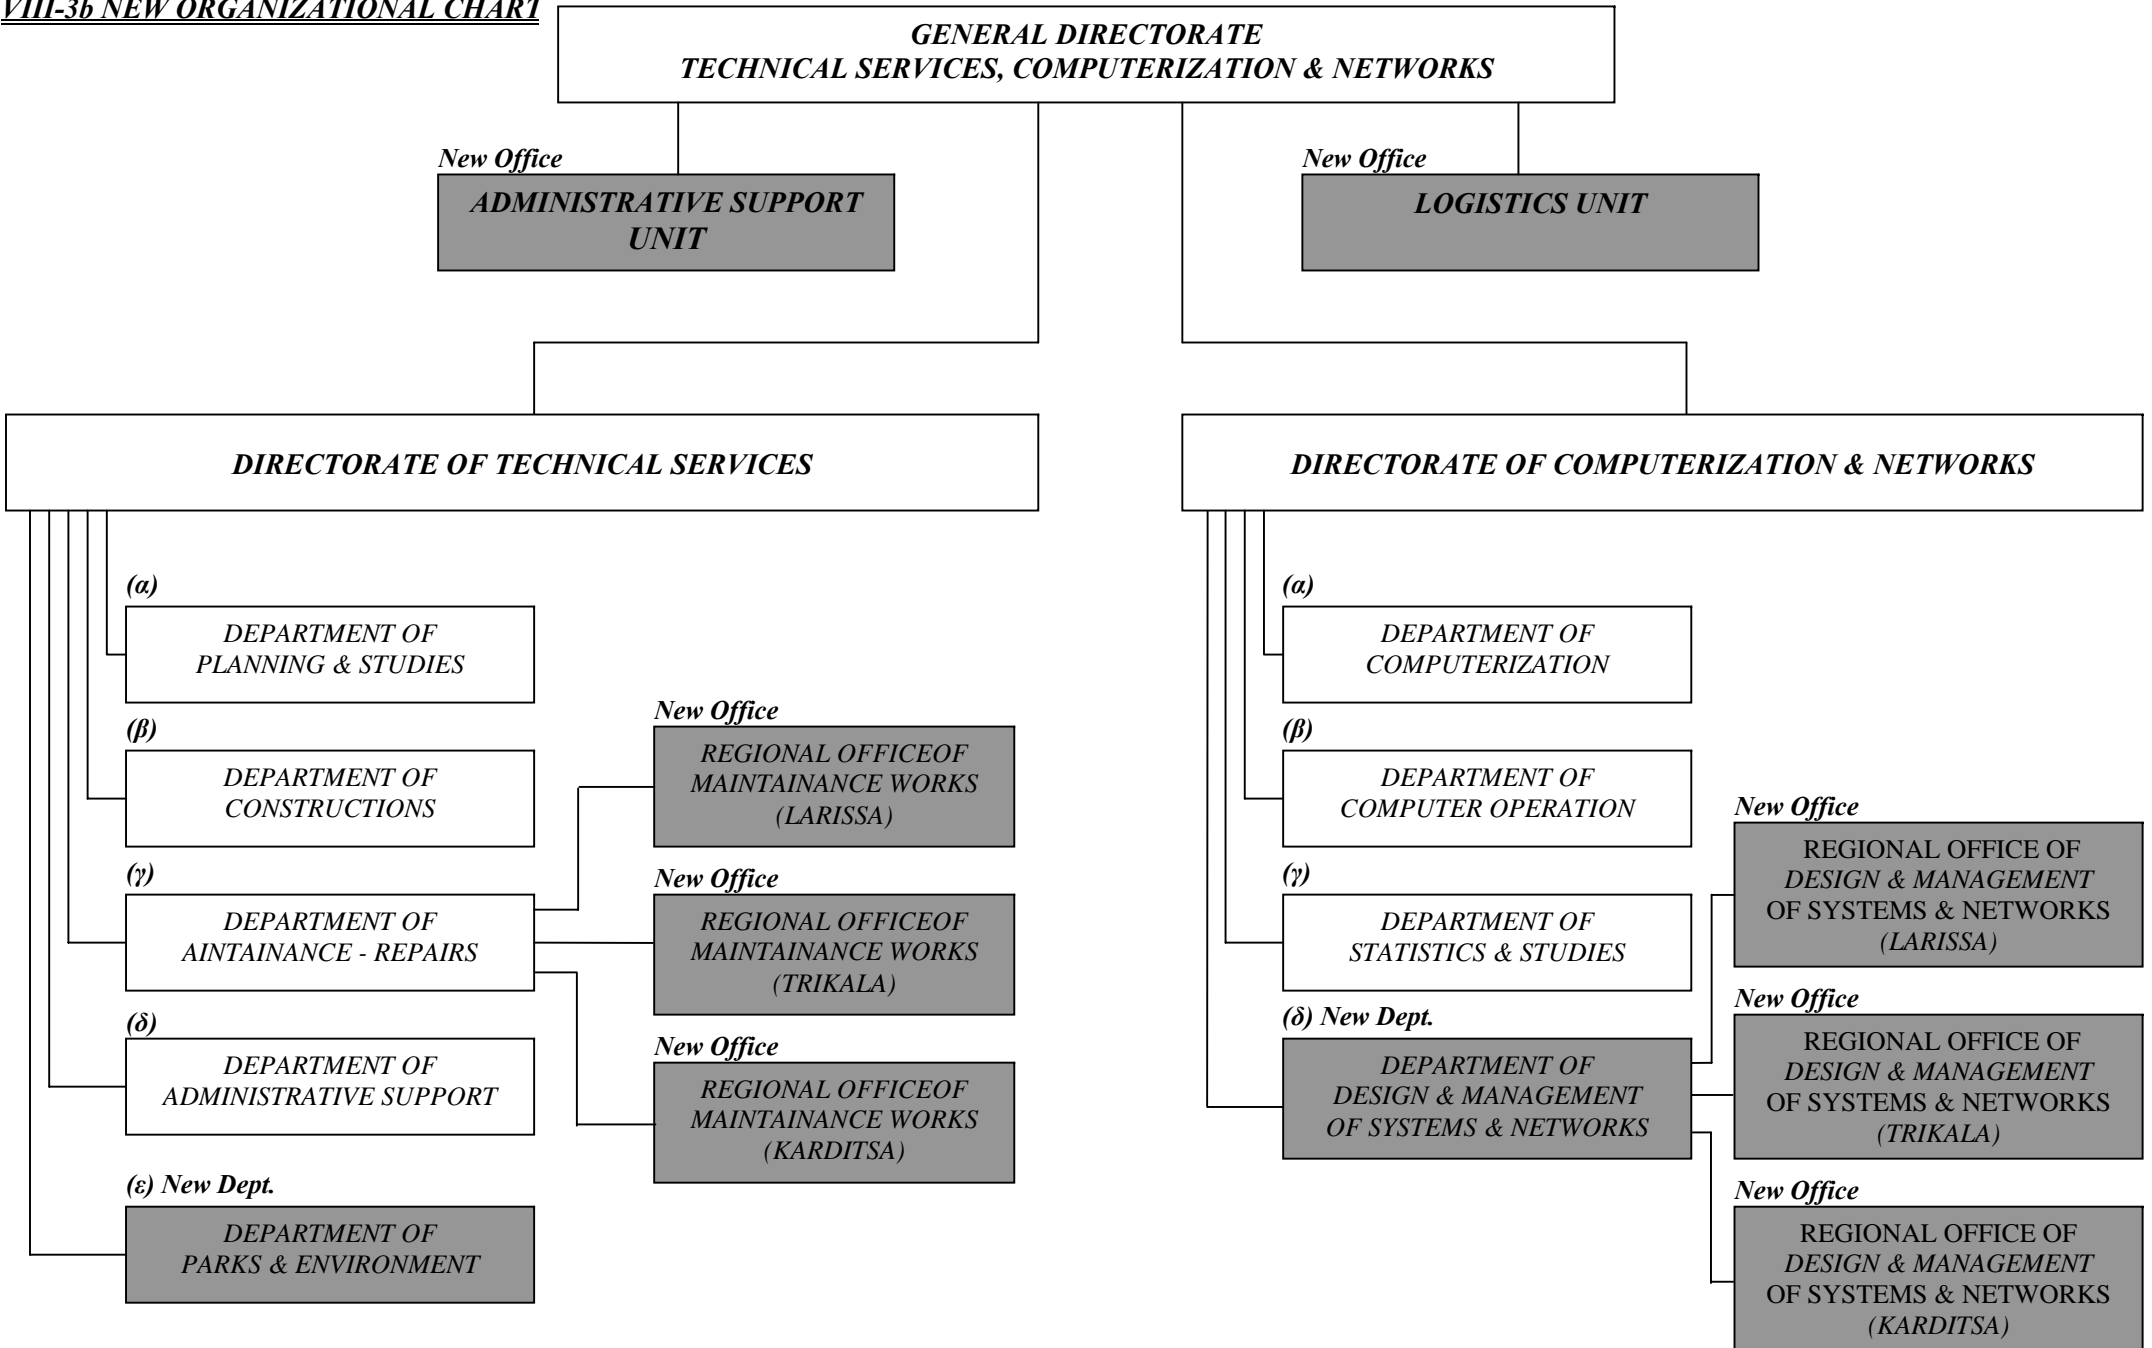 VIII-3b NEW ORGANIZATIONAL CHART
GENERAL DIRECTORATE
TECHNICAL SERVICES, COMPUTERIZATION & NETWORKS
New Office
ADMINISTRATIVE SUPPORT
UNIT
New Office
LOGISTICS UNIT
DIRECTORATE OF TECHNICAL SERVICES
(α)
DEPARTMENT OF
PLANNING & STUDIES
(β)
DEPARTMENT OF
CONSTRUCTIONS
(γ)
DEPARTMENT OF
AINTAINANCE - REPAIRS
New Office
REGIONAL OFFICEOF
MAINTAINANCE WORKS
(LARISSA)
New Office
REGIONAL OFFICEOF
MAINTAINANCE WORKS
(TRIKALA)
New Office
REGIONAL OFFICEOF
MAINTAINANCE WORKS
(KARDITSA)
(δ)
DEPARTMENT OF
ADMINISTRATIVE SUPPORT
(ε) New Dept.
DEPARTMENT OF
PARKS & ENVIRONMENT
DIRECTORATE OF COMPUTERIZATION & NETWORKS
(α)
DEPARTMENT OF
COMPUTERIZATION
(β)
DEPARTMENT OF
COMPUTER OPERATION
(γ)
DEPARTMENT OF
STATISTICS & STUDIES
(δ) New Dept.
DEPARTMENT OF
DESIGN & MANAGEMENT
OF SYSTEMS & NETWORKS
New Office
REGIONAL OFFICE OF
DESIGN & MANAGEMENT
OF SYSTEMS & NETWORKS
(LARISSA)
New Office
REGIONAL OFFICE OF
DESIGN & MANAGEMENT
OF SYSTEMS & NETWORKS
(TRIKALA)
New Office
REGIONAL OFFICE OF
DESIGN & MANAGEMENT
OF SYSTEMS & NETWORKS
(KARDITSA)